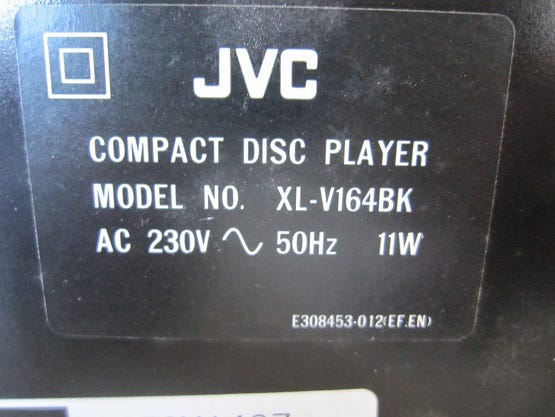 JVC
COMPACT DISC PLAYER
MODEL NO. XL-V164BK
AC 230V ∿ 50Hz 11W
E308453-012(EF.EN)